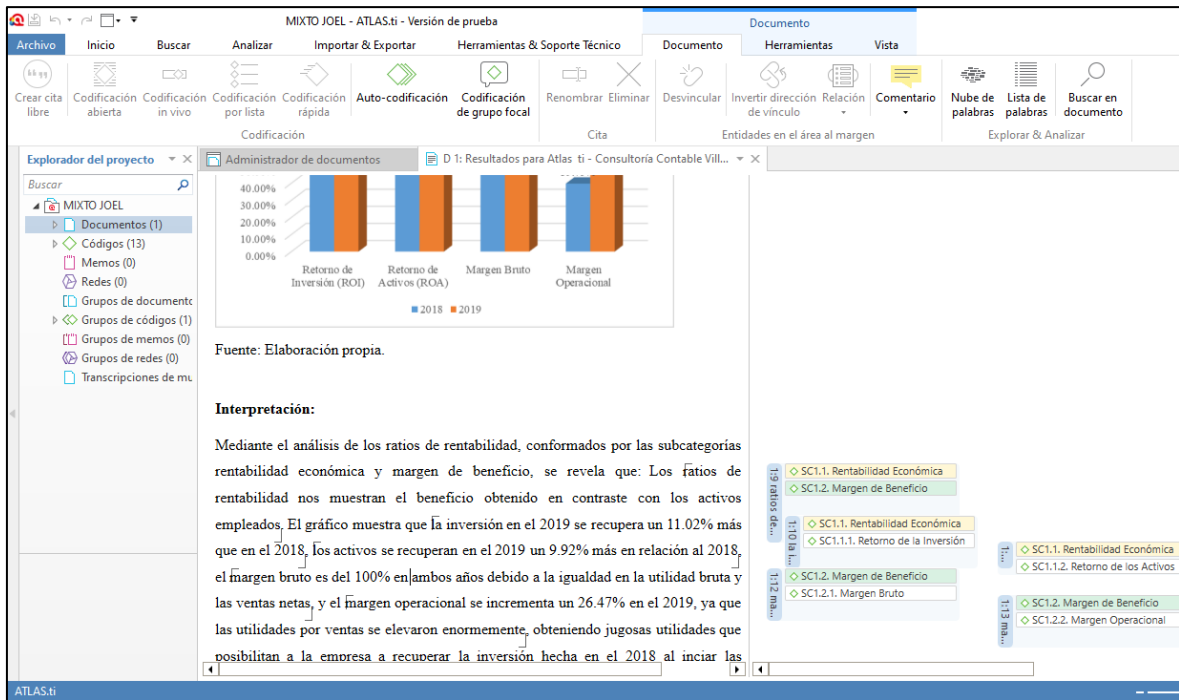 MIXTO JOEL - ATLAS.ti - Versión de prueba
Documento
Archivo Inicio Buscar Analizar Importar & Exportar Herramientas & Soporte Técnico Documento Herramientas Vista
Crear cita libre
Codificación abierta
Codificación in vivo
Codificación por lista
Codificación rápida
Auto-codificación
Codificación de grupo focal
Renombrar
Eliminar
Desvincular
Invertir dirección de vínculo
Relación
Comentario
Nube de palabras
Lista de palabras
Buscar en documento
Codificación
Cita
Entidades en el área al margen
Explorar & Analizar
Explorador del proyecto
Buscar
MIXTO JOEL
Documentos (1)
Códigos (13)
Memos (0)
Redes (0)
Grupos de documento
Grupos de códigos (1)
Grupos de memos (0)
Grupos de redes (0)
Transcripciones de mu
Administrador de documentos
D 1: Resultados para Atlas ti - Consultoría Contable Vill...
40.00%
30.00%
20.00%
10.00%
0.00%
Retorno de Inversión (ROI)
Retorno de Activos (ROA)
Margen Bruto
Margen Operacional
2018 2019
Fuente: Elaboración propia.
Interpretación:
Mediante el análisis de los ratios de rentabilidad, conformados por las subcategorías
rentabilidad económica y margen de beneficio, se revela que: Los ratios de
rentabilidad nos muestran el beneficio obtenido en contraste con los activos
empleados. El gráfico muestra que la inversión en el 2019 se recupera un 11.02% más
que en el 2018, los activos se recuperan en el 2019 un 9.92% más en relación al 2018,
el margen bruto es del 100% en ambos años debido a la igualdad en la utilidad bruta y
las ventas netas, y el margen operacional se incrementa un 26.47% en el 2019, ya que
las utilidades por ventas se elevaron enormemente, obteniendo jugosas utilidades que
posibilitan a la empresa a recuperar la inversión hecha en el 2018 al inciar las
1:9 ratios de...
SC1.1. Rentabilidad Económica
SC1.2. Margen de Beneficio
1:10 la i...
SC1.1. Rentabilidad Económica
SC1.1.1. Retorno de la Inversión
1:...
SC1.1. Rentabilidad Económica
SC1.1.2. Retorno de los Activos
1:12 ma...
SC1.2. Margen de Beneficio
SC1.2.1. Margen Bruto
1:13 ma...
SC1.2. Margen de Beneficio
SC1.2.2. Margen Operacional
ATLAS.ti